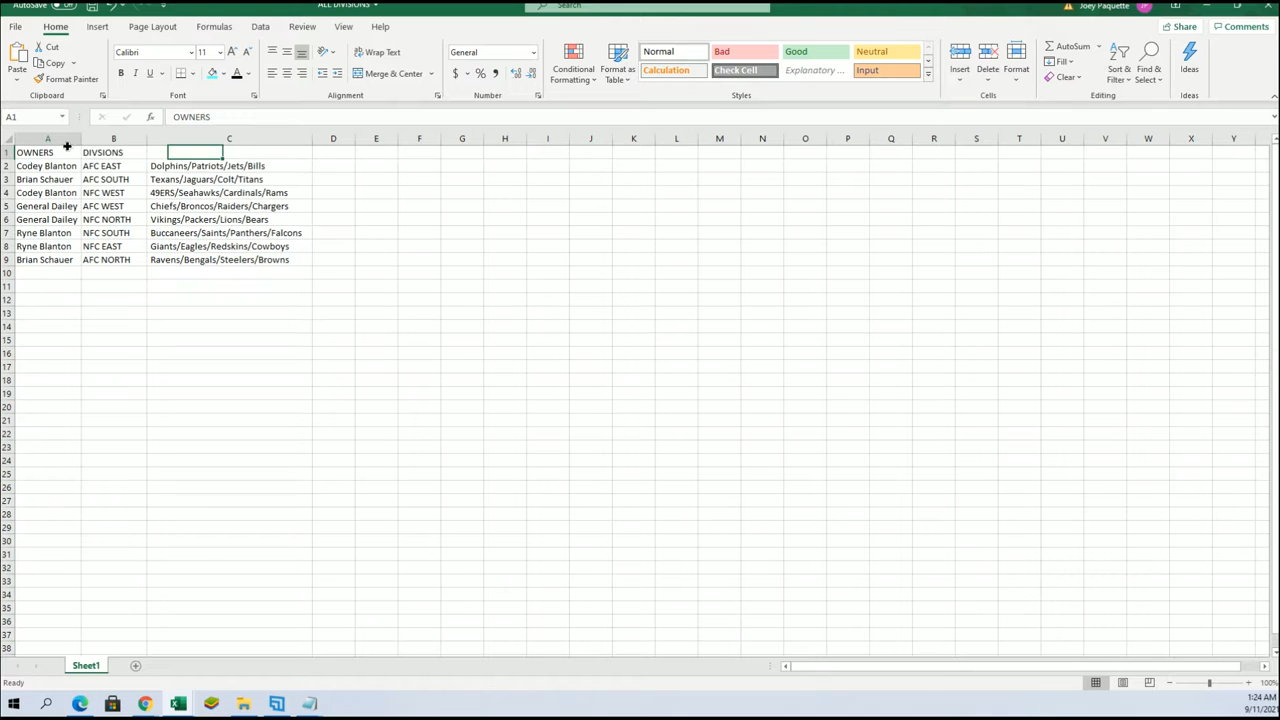 AutoSave ALL DIVISIONS Search Joey Paquette JP
File Home Insert Page Layout Formulas Data Review View Help Share Comments
Paste Cut Copy Format Painter Clipboard
Calibri 11 A A B I U A Font
Wrap Text Merge & Center Alignment
General $ % Number
Conditional Formatting Format as Table
Normal Bad Good Neutral
Calculation Check Cell Explanatory ... Input
Styles
Insert Delete Format Cells
AutoSum Fill Clear Sort & Filter Find & Select Editing
Ideas Ideas
A1 fx OWNERS
A B C D E F G H I J K L M N O P Q R S T U V W X Y
1 OWNERS DIVSIONS
2 Codey Blanton AFC EAST Dolphins/Patriots/Jets/Bills
3 Brian Schauer AFC SOUTH Texans/Jaguars/Colt/Titans
4 Codey Blanton NFC WEST 49ERS/Seahawks/Cardinals/Rams
5 General Dailey AFC WEST Chiefs/Broncos/Raiders/Chargers
6 General Dailey NFC NORTH Vikings/Packers/Lions/Bears
7 Ryne Blanton NFC SOUTH Buccaneers/Saints/Panthers/Falcons
8 Ryne Blanton NFC EAST Giants/Eagles/Redskins/Cowboys
9 Brian Schauer AFC NORTH Ravens/Bengals/Steelers/Browns
10
11
12
13
14
15
16
17
18
19
20
21
22
23
24
25
26
27
28
29
30
31
32
33
34
35
36
37
38
Sheet1
Ready 100%
1:24 AM